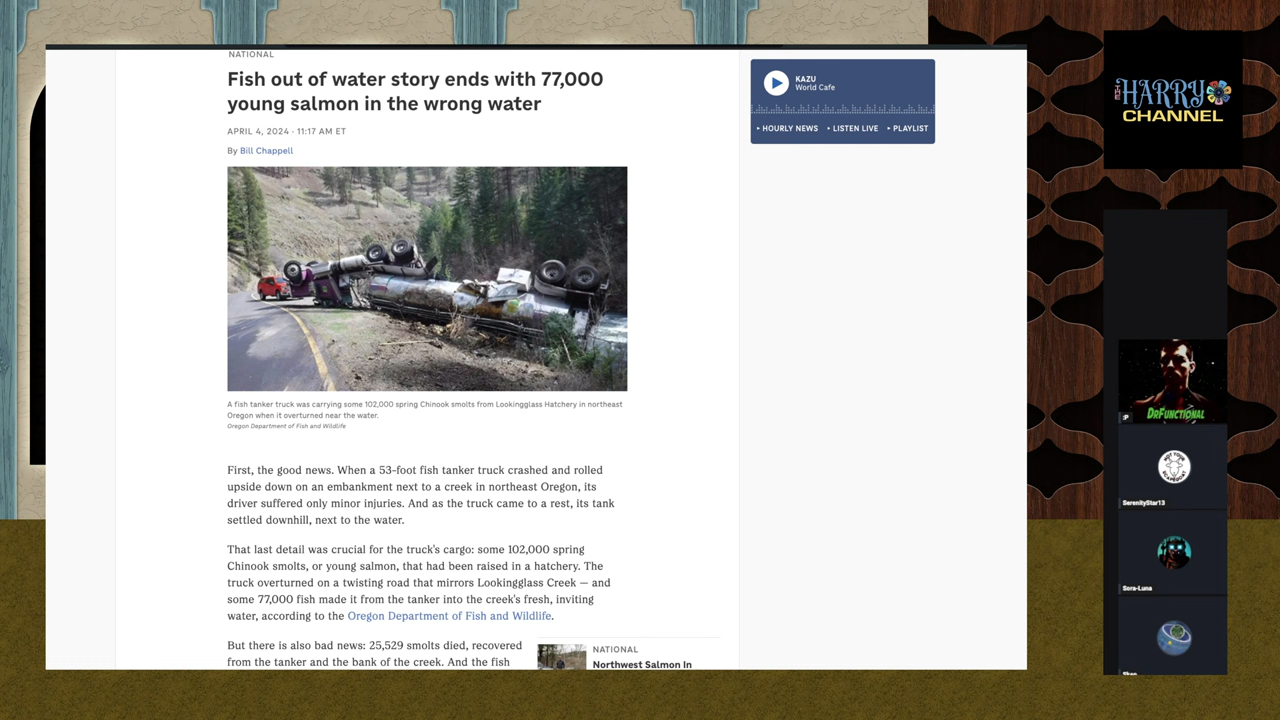 NATIONAL
Fish out of water story ends with 77,000
young salmon in the wrong water
APRIL 4, 2024 · 11:17 AM ET
By Bill Chappell
A fish tanker truck was carrying some 102,000 spring Chinook smolts from Lookingglass Hatchery in northeast
Oregon when it overturned near the water.
Oregon Department of Fish and Wildlife
First, the good news. When a 53-foot fish tanker truck crashed and rolled
upside down on an embankment next to a creek in northeast Oregon, its
driver suffered only minor injuries. And as the truck came to a rest, its tank
settled downhill, next to the water.
That last detail was crucial for the truck's cargo: some 102,000 spring
Chinook smolts, or young salmon, that had been raised in a hatchery. The
truck overturned on a twisting road that mirrors Lookingglass Creek — and
some 77,000 fish made it from the tanker into the creek's fresh, inviting
water, according to the Oregon Department of Fish and Wildlife.
But there is also bad news: 25,529 smolts died, recovered
from the tanker and the bank of the creek. And the fish
NATIONAL
Northwest Salmon In
KAZU
World Cafe
HOURLY NEWS
LISTEN LIVE
PLAYLIST
THE HARRY
CHANNEL
DRFUNCTIONAL
:P
NOT YOUR
SerenityStar13
Sora-Luna